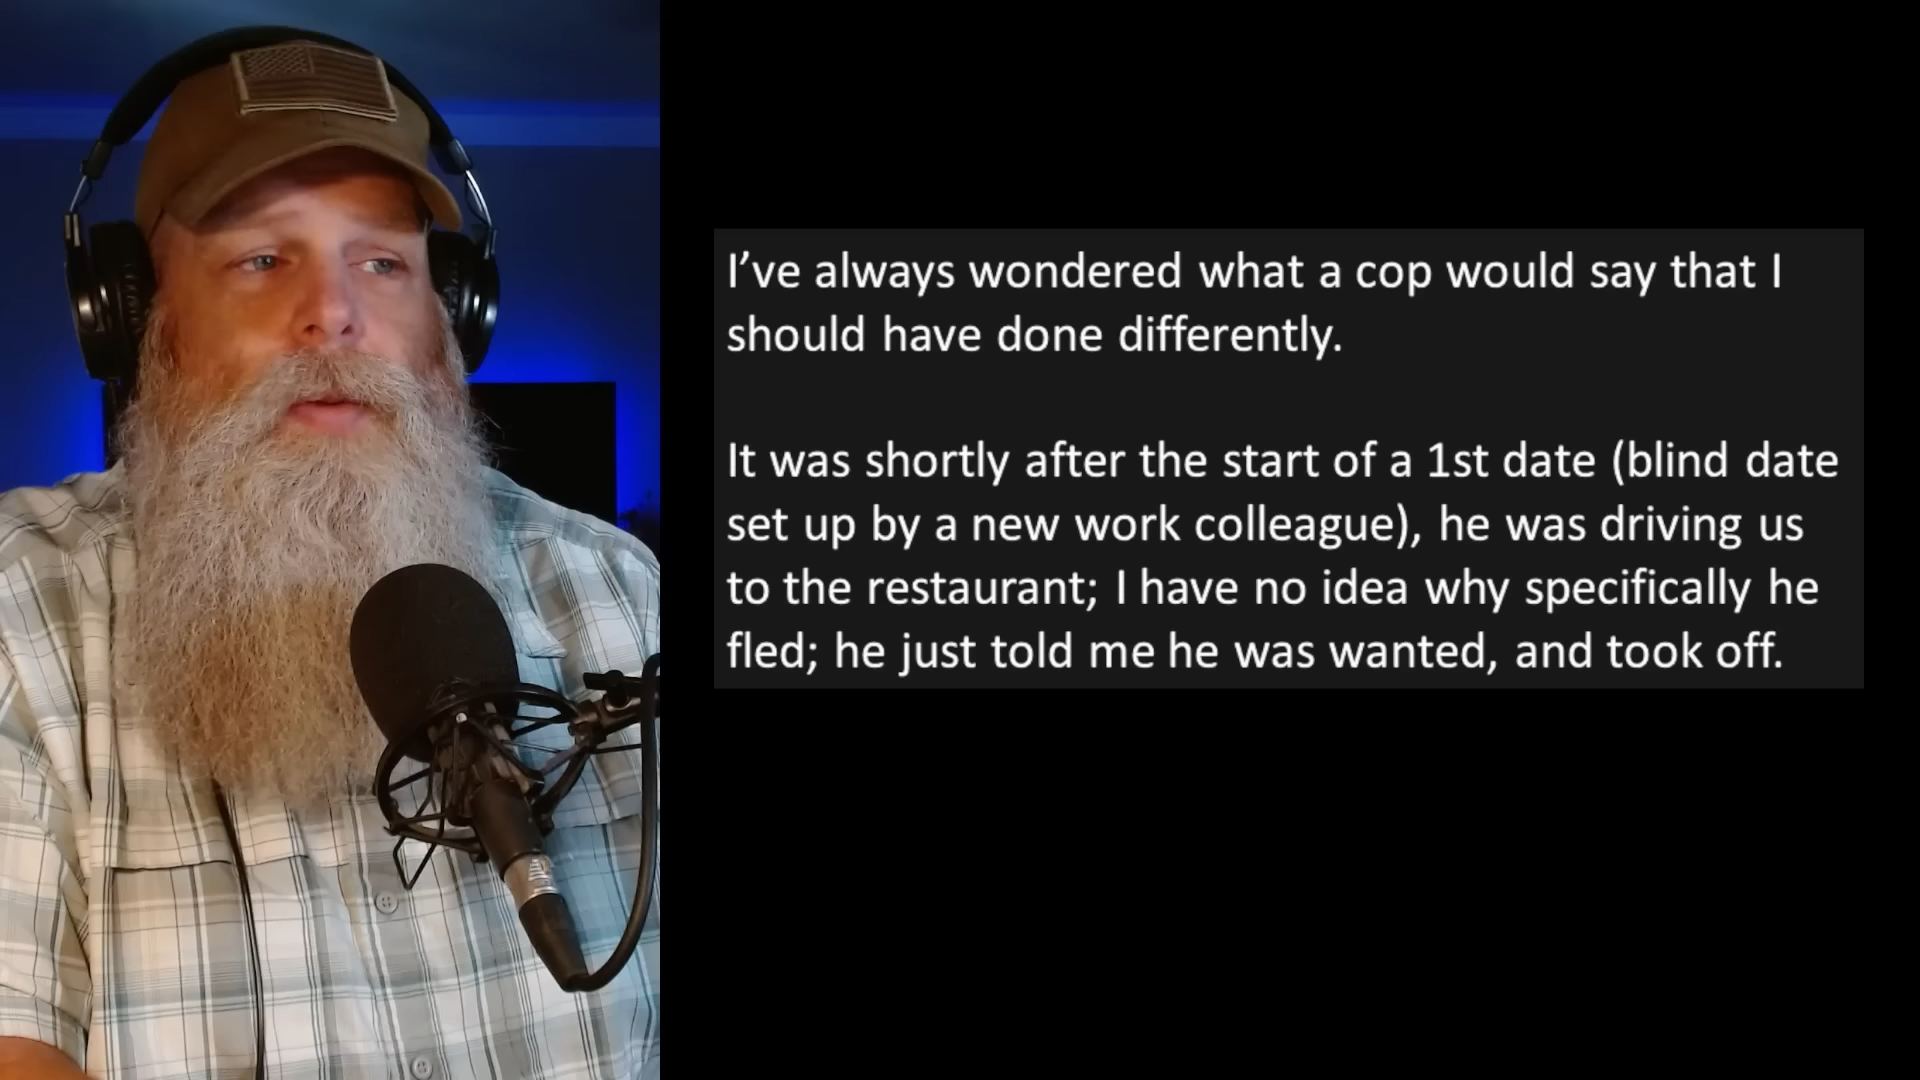 I’ve always wondered what a cop would say that I
should have done differently.
It was shortly after the start of a 1st date (blind date
set up by a new work colleague), he was driving us
to the restaurant; I have no idea why specifically he
fled; he just told me he was wanted, and took off.